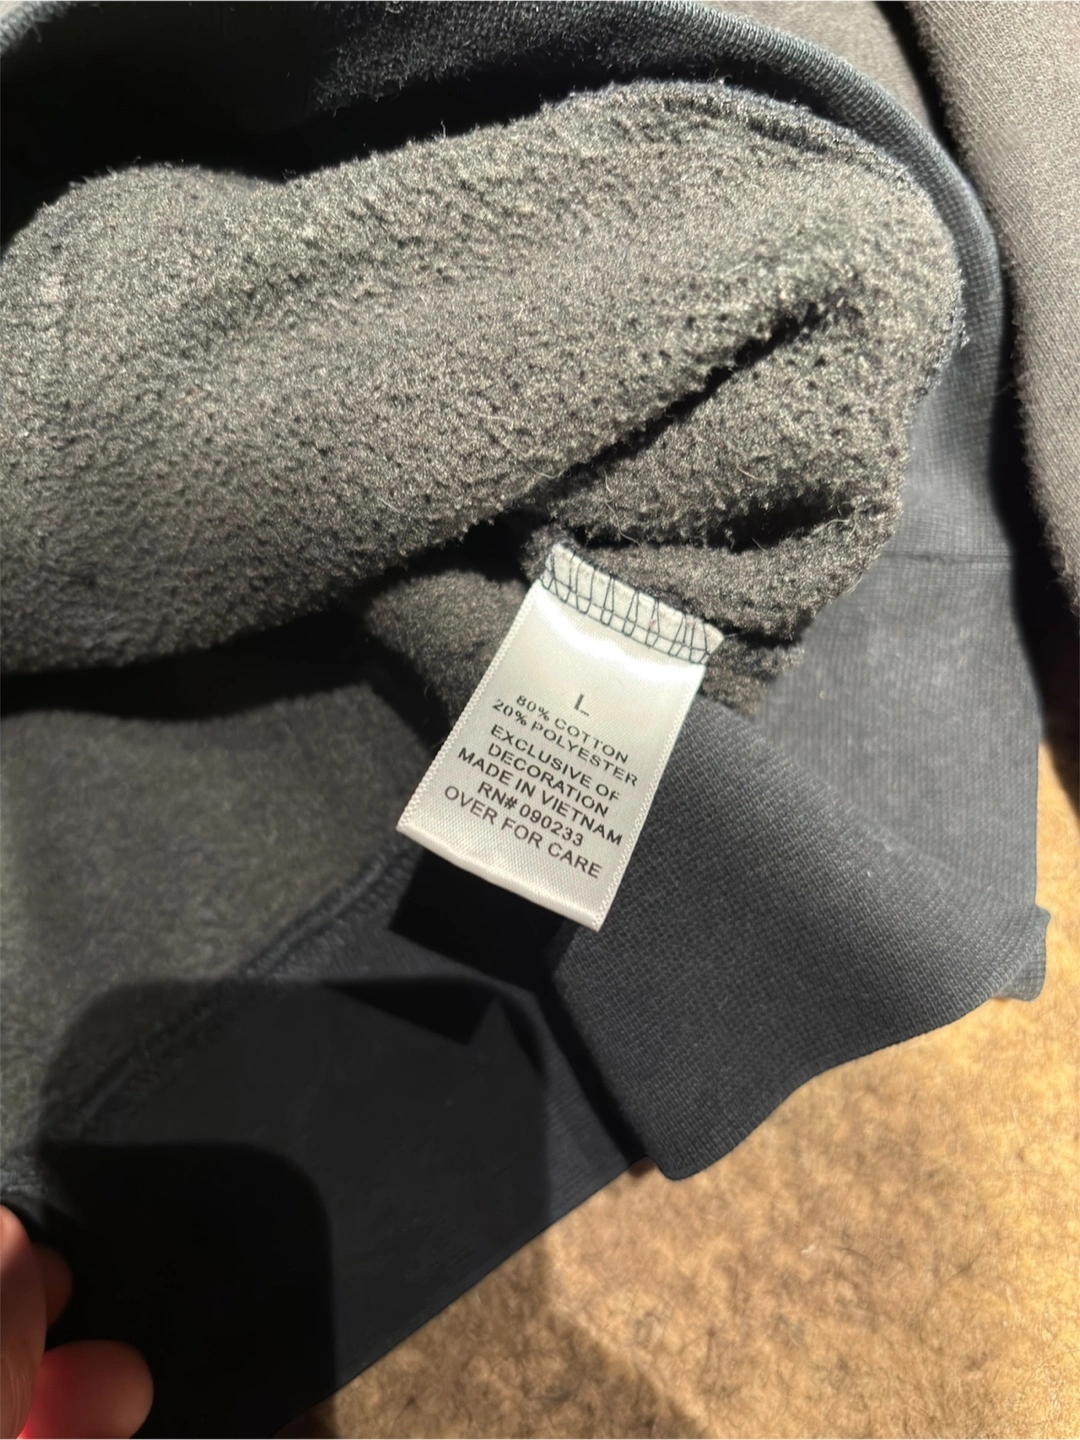 L
80% COTTON
20% POLYESTER
EXCLUSIVE OF
DECORATION
MADE IN VIETNAM
RN# 090233
OVER FOR CARE